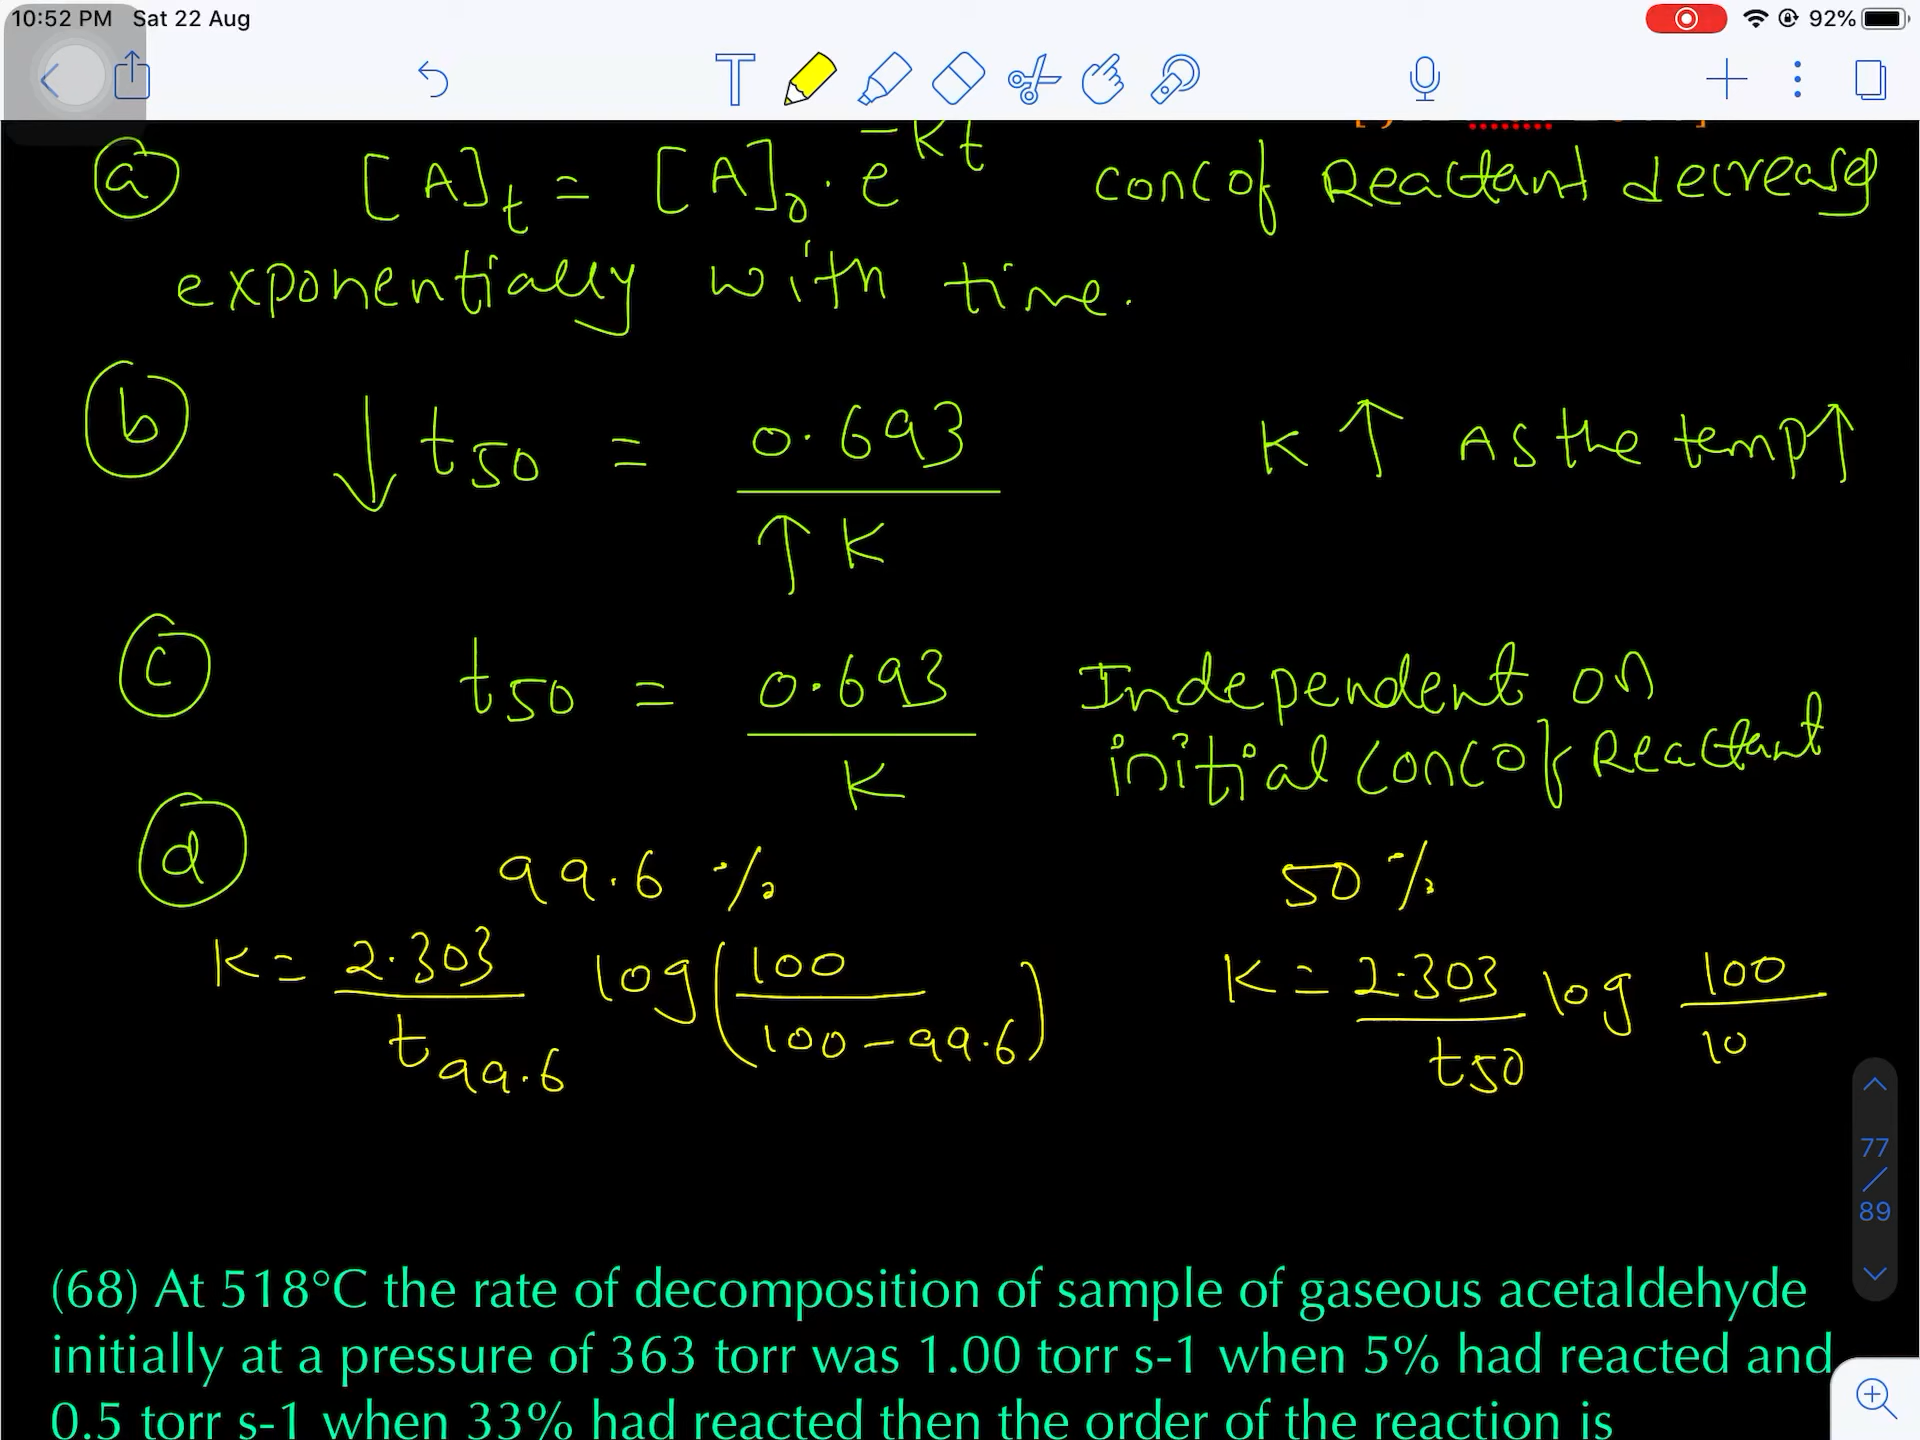 10:52 PM Sat 22 Aug 92%
T
a [A]t = [A]0 . e^-Kt conc of Reactant decreases
exponentially with time.
b ↓ t50 = 0.693 / ↑ K K ↑ As the temp ↑
c t50 = 0.693 / K Independent on
initial conc of Reactant
d 99.6 % 50 %
K = 2.303 / t99.6 log (100 / 100 - 99.6) K = 2.303 / t50 log 100 / 10
77
/
89
(68) At 518°C the rate of decomposition of sample of gaseous acetaldehyde
initially at a pressure of 363 torr was 1.00 torr s-1 when 5% had reacted and
0.5 torr s-1 when 33% had reacted then the order of the reaction is